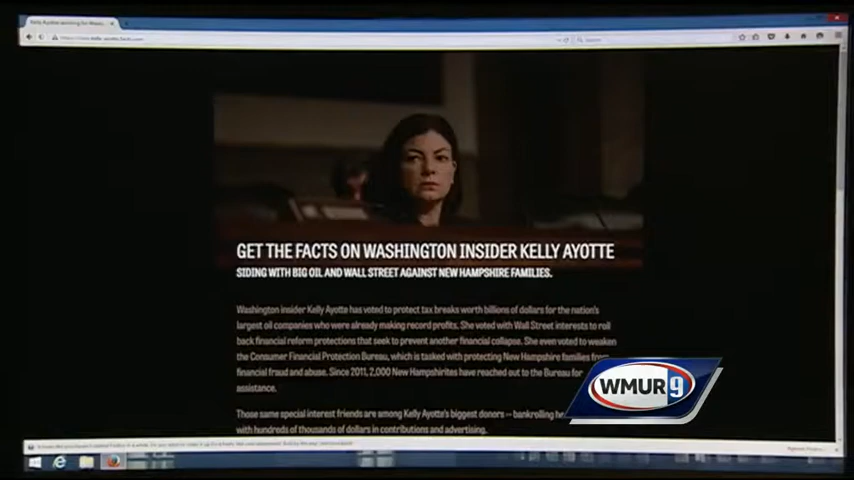 GET THE FACTS ON WASHINGTON INSIDER KELLY AYOTTE
SIDING WITH BIG OIL AND WALL STREET AGAINST NEW HAMPSHIRE FAMILIES.
Washington insider Kelly Ayotte has voted to protect tax breaks worth billions of dollars for the nation's
largest oil companies who were already making record profits. She voted with Wall Street interests to roll
back financial reform protections that seek to prevent another financial collapse. She even voted to weaken
the Consumer Financial Protection Bureau, which is tasked with protecting New Hampshire families from
financial fraud and abuse. Since 2011, 2,000 New Hampshirites have reached out to the Bureau for
assistance.
Those same special interest friends are among Kelly Ayotte's biggest donors — bankrolling
with hundreds of thousands of dollars in contributions and advertising.
WMUR 9